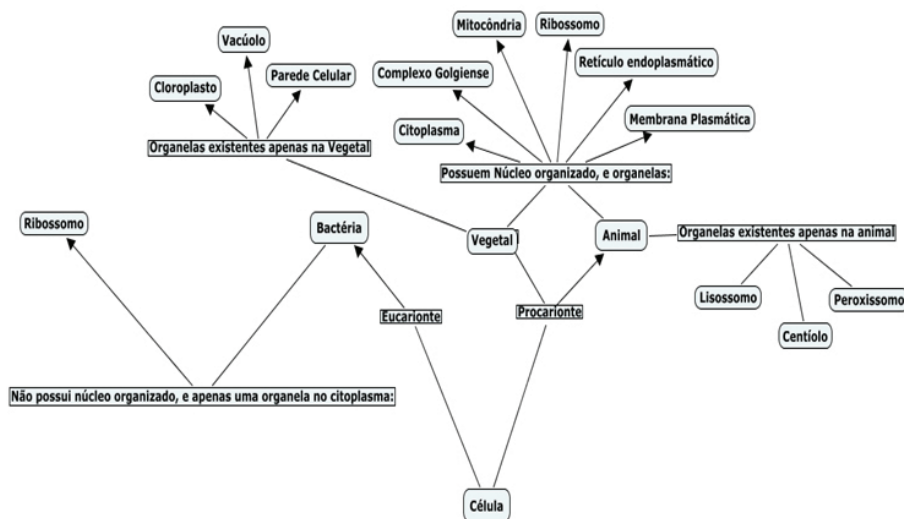 Mitocôndria
Ribossomo
Vacúolo
Retículo endoplasmático
Parede Celular
Complexo Golgiense
Cloroplasto
Membrana Plasmática
Citoplasma
Organelas existentes apenas na Vegetal
Possuem Núcleo organizado, e organelas:
Ribossomo
Bactéria
Vegetal
Animal
Organelas existentes apenas na animal
Lisossomo
Peroxissomo
Eucarionte
Procarionte
Centíolo
Não possui núcleo organizado, e apenas uma organela no citoplasma:
Célula